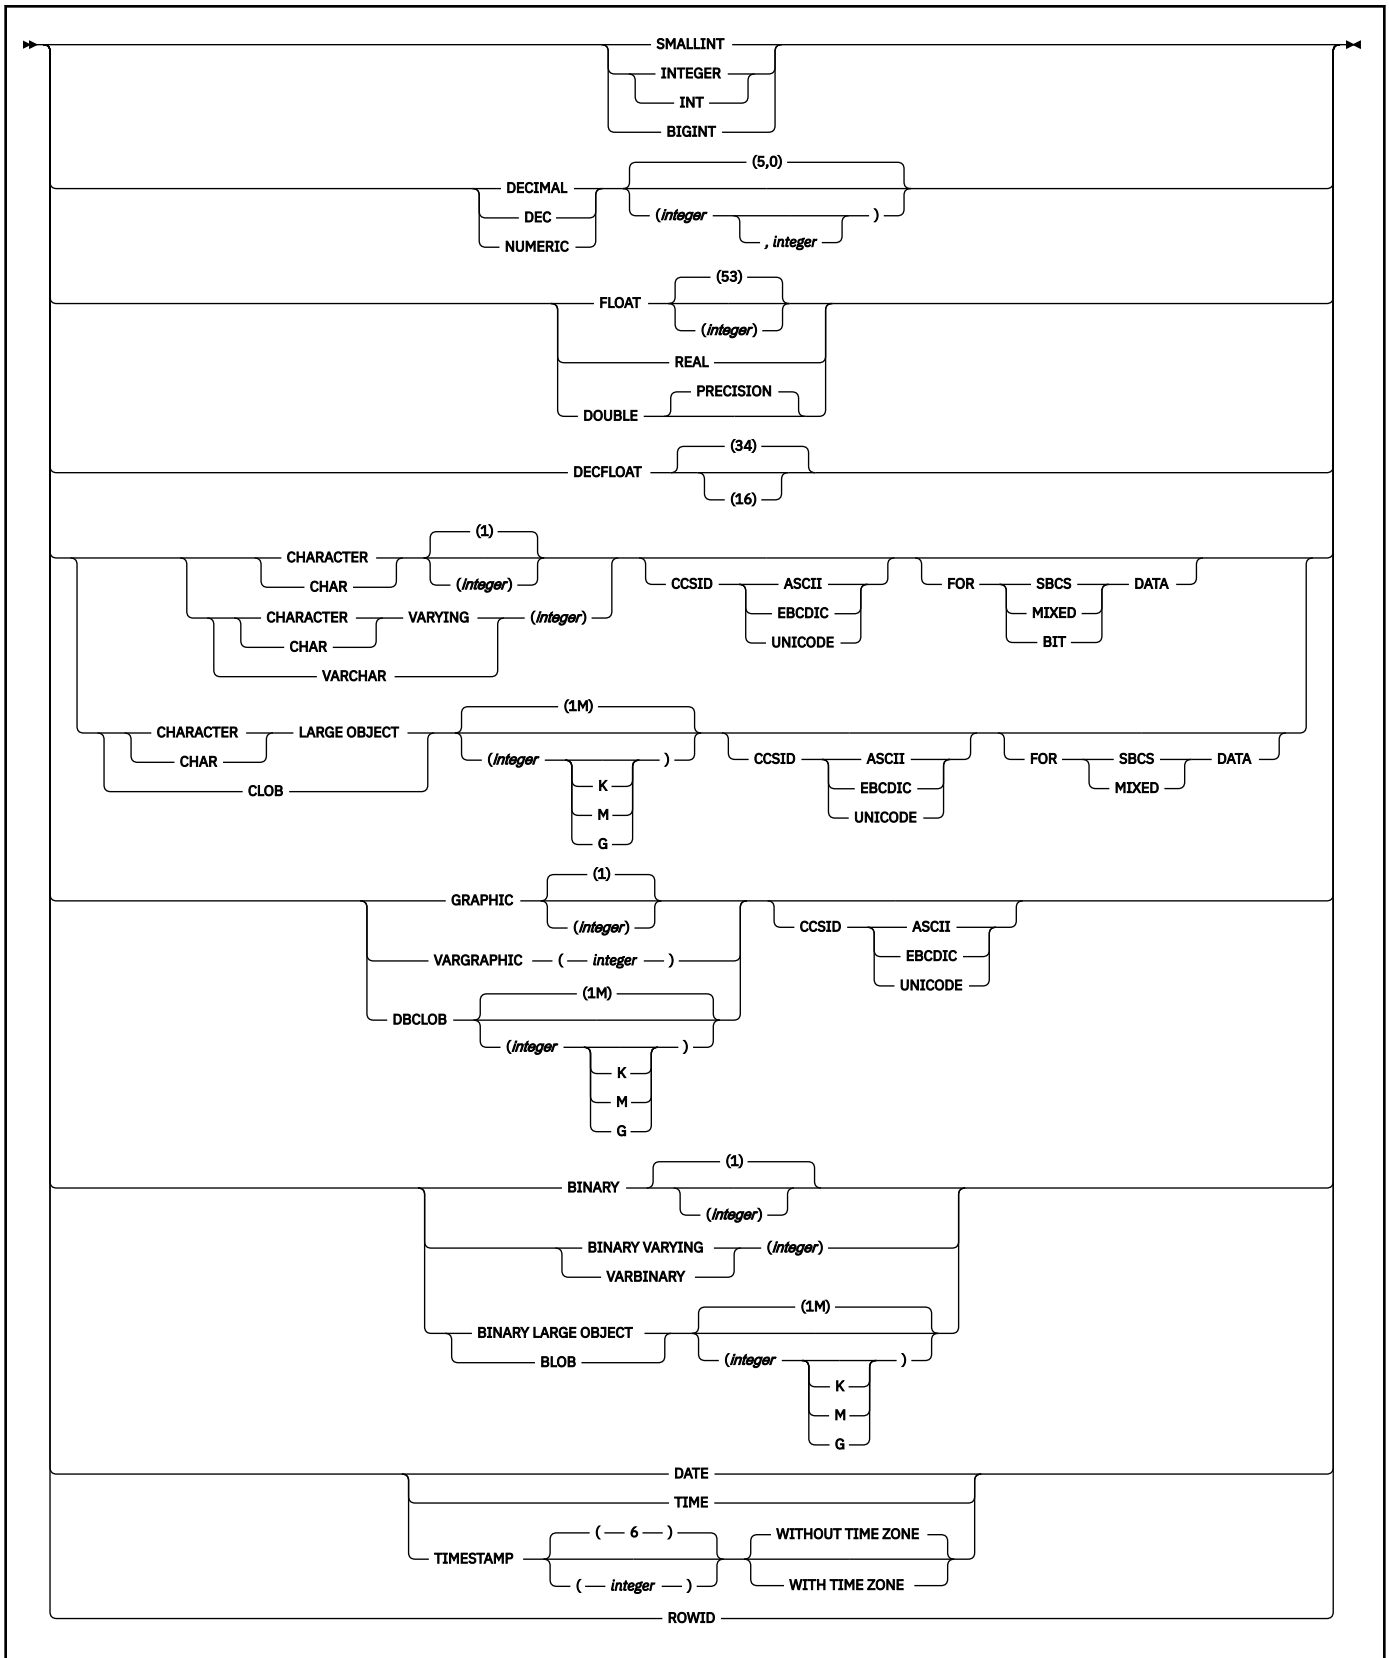 SMALLINT
INTEGER
INT
BIGINT
(5,0)
DECIMAL
DEC (integer )
NUMERIC , integer
(53)
FLOAT
(integer)
REAL
PRECISION
DOUBLE
(34)
DECFLOAT
(16)
(1)
CHARACTER
CHAR (integer) CCSID ASCII FOR SBCS DATA
CHARACTER VARYING (integer) EBCDIC MIXED
CHAR UNICODE BIT
VARCHAR
(1M)
CHARACTER LARGE OBJECT
CHAR (integer ) CCSID ASCII FOR SBCS DATA
CLOB K EBCDIC MIXED
M UNICODE
G
(1)
GRAPHIC
(integer) CCSID ASCII
VARGRAPHIC ( integer ) EBCDIC
UNICODE
(1M)
DBCLOB
(integer )
K
M
G
(1)
BINARY
(integer)
BINARY VARYING (integer)
VARBINARY
(1M)
BINARY LARGE OBJECT
BLOB (integer )
K
M
G
DATE
TIME
( 6 ) WITHOUT TIME ZONE
TIMESTAMP
( integer ) WITH TIME ZONE
ROWID